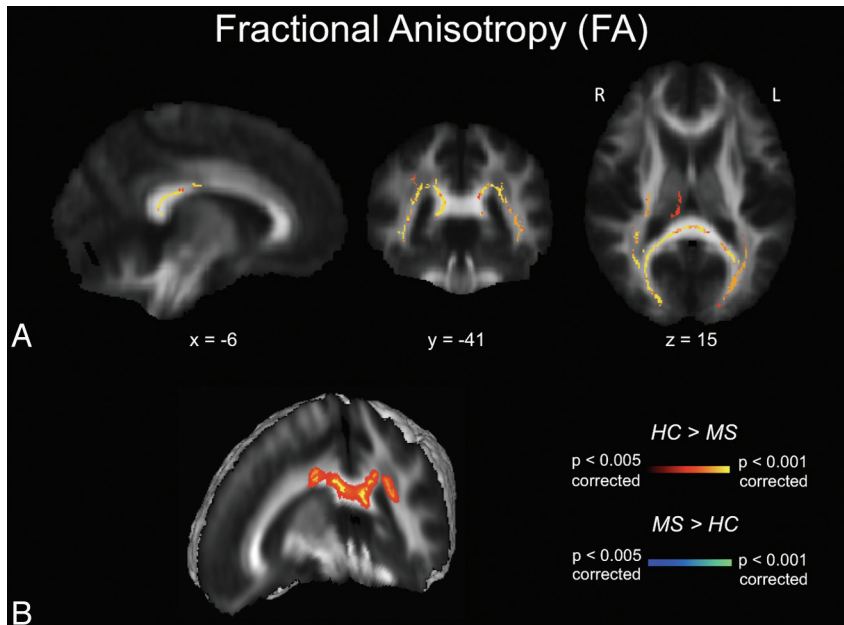 Fractional Anisotropy (FA)
R
L
A
x = -6
y = -41
z = 15
HC > MS
p < 0.005
corrected
p < 0.001
corrected
MS > HC
p < 0.005
corrected
p < 0.001
corrected
B